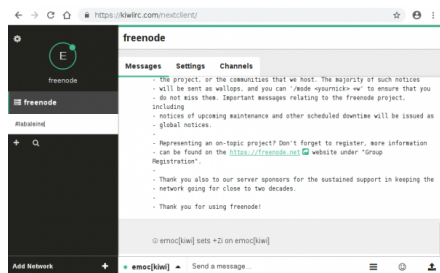 https://kiwiirc.com/nextclient/
E
freenode
freenode
#labaleine
Add Network
freenode
Messages Settings Channels
- the project, or the communities that we host. The majority of such notices
- will be sent as wallops, and you can '/mode <yournick> +w' to ensure that you
- do not miss them. Important messages relating to the freenode project,
including
- notices of upcoming maintenance and other scheduled downtime will be issued as
- global notices.
-
- Representing an on-topic project? Don't forget to register, more information
- can be found on the https://freenode.net website under "Group
Registration".
-
- Thank you also to our server sponsors for the sustained support in keeping the
- network going for close to two decades.
-
- Thank you for using freenode!
emoc[kiwi] sets +Zi on emoc[kiwi]
emoc[kiwi] Send a message...